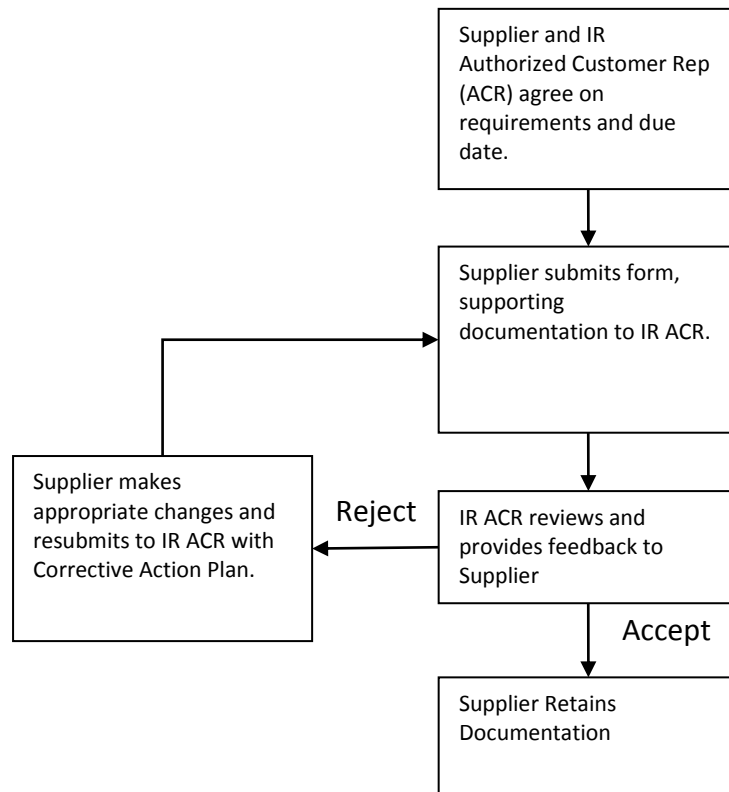 Supplier and IR
Authorized Customer Rep
(ACR) agree on
requirements and due
date.
Supplier submits form,
supporting
documentation to IR ACR.
Supplier makes
appropriate changes and
resubmits to IR ACR with
Corrective Action Plan.
Reject
IR ACR reviews and
provides feedback to
Supplier
Accept
Supplier Retains
Documentation